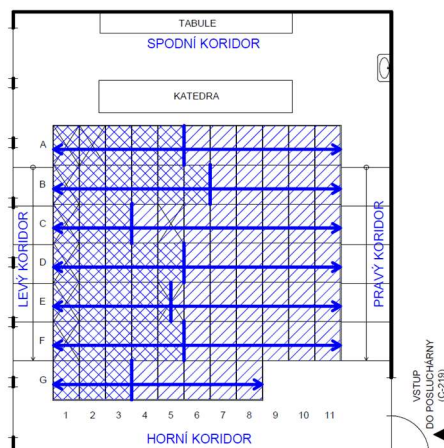 TABULE
SPODNÍ KORIDOR
KATEDRA
A
B
C
D
E
F
G
LEVÝ KORIDOR
PRAVÝ KORIDOR
1 2 3 4 5 6 7 8 9 10 11
HORNÍ KORIDOR
VSTUP
DO POSLUCHÁRNY
(C-219)